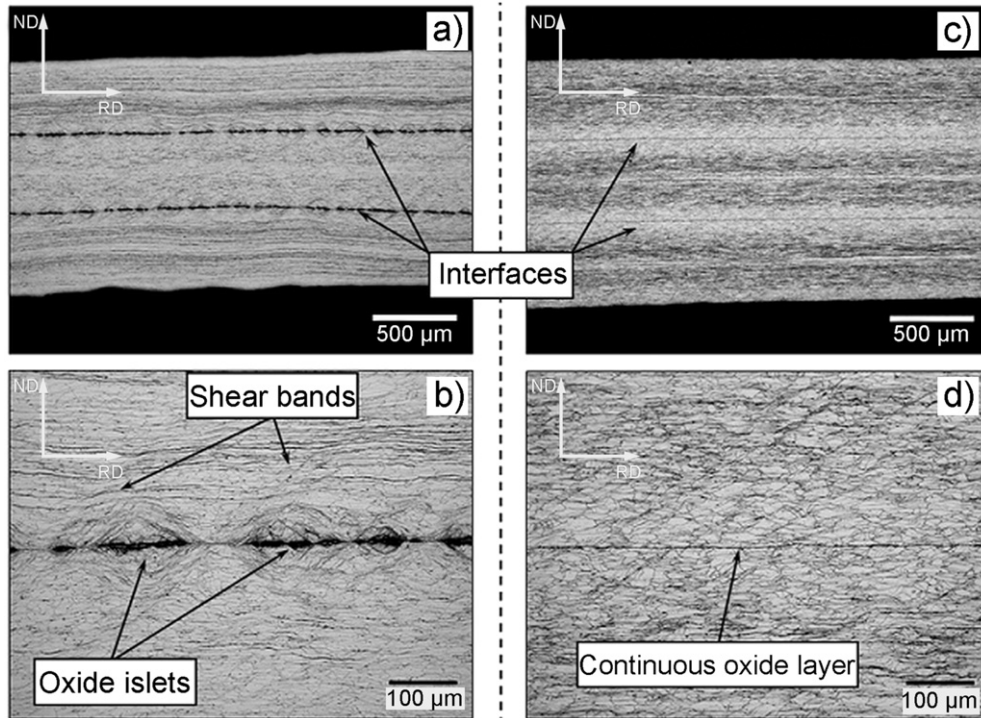 ND
a)
RD
500 µm
ND
c)
RD
500 µm
Interfaces
ND
b)
RD
Shear bands
Oxide islets
100 µm
ND
d)
RD
Continuous oxide layer
100 µm